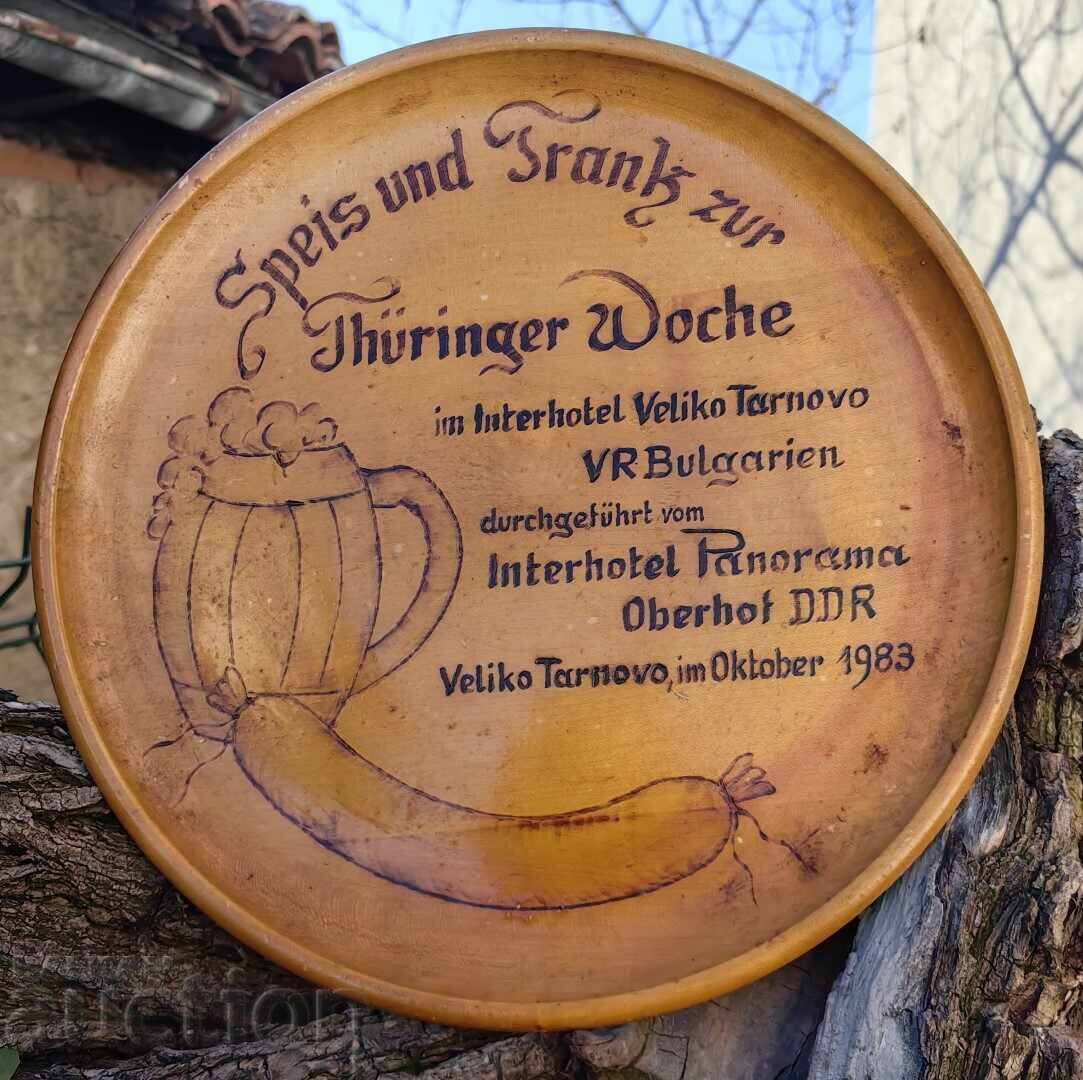 Speis und Trank zur
Thüringer Woche
im Interhotel Veliko Tarnovo
VR Bulgarien
durchgeführt vom
Interhotel Panorama
Oberhof DDR
Veliko Tarnovo, im Oktober 1983
auction